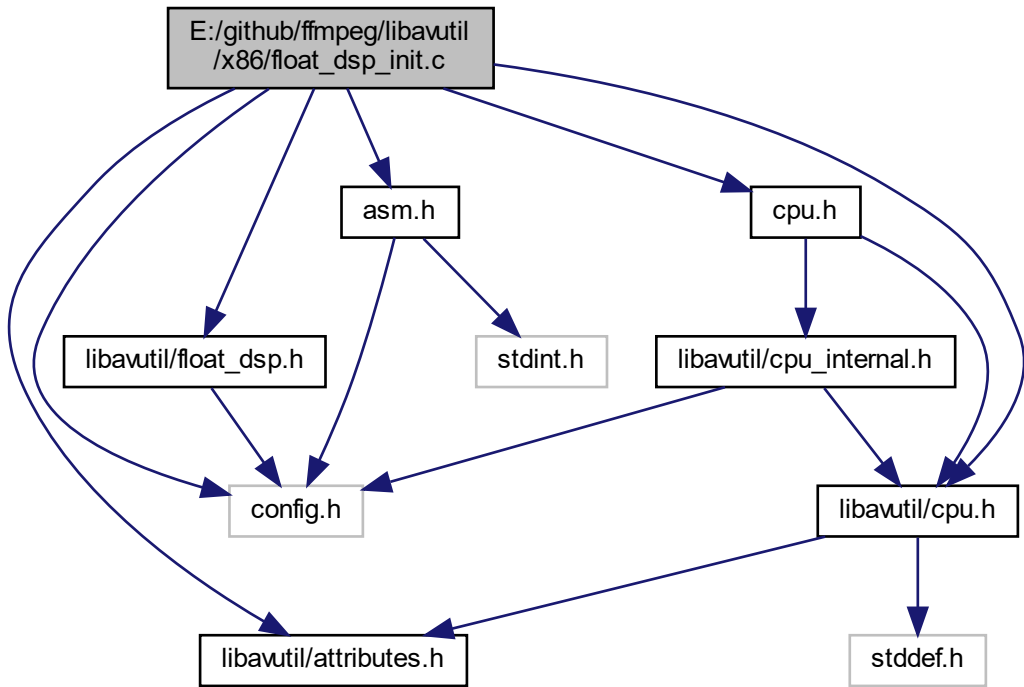 E:/github/ffmpeg/libavutil
/x86/float_dsp_init.c
asm.h
cpu.h
libavutil/float_dsp.h
stdint.h
libavutil/cpu_internal.h
config.h
libavutil/cpu.h
libavutil/attributes.h
stddef.h